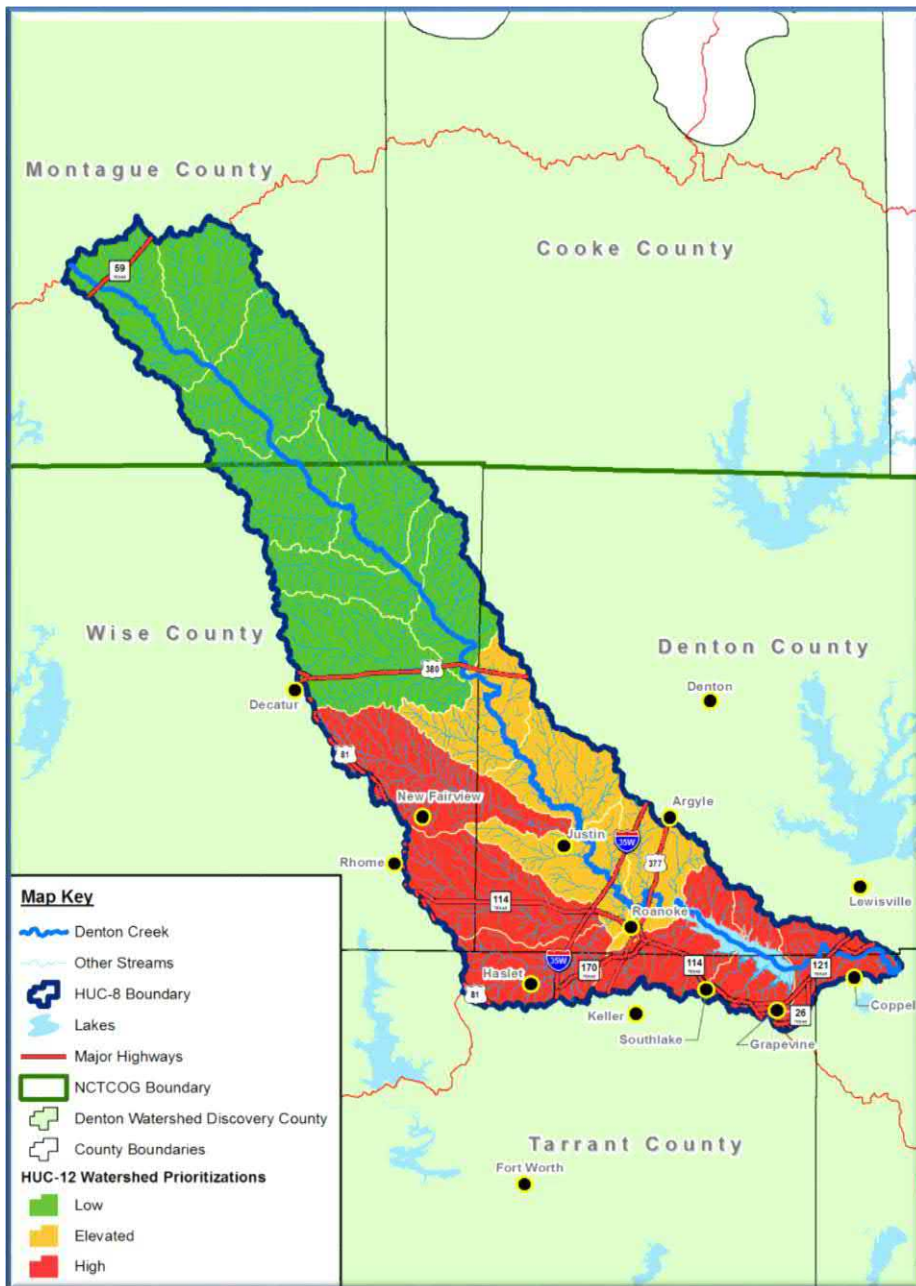 Montague County
Cooke County
59
Wise County
Denton County
380
Decatur
Denton
81
New Fairview
Argyle
Justin
35W
377
Rhome
114
Roanoke
Lewisville
Haslet
35W
170
114
121
81
Keller
Southlake
26
Grapevine
Coppel
Tarrant County
Fort Worth
Map Key
Denton Creek
Other Streams
HUC-8 Boundary
Lakes
Major Highways
NCTCOG Boundary
Denton Watershed Discovery County
County Boundaries
HUC-12 Watershed Prioritizations
Low
Elevated
High